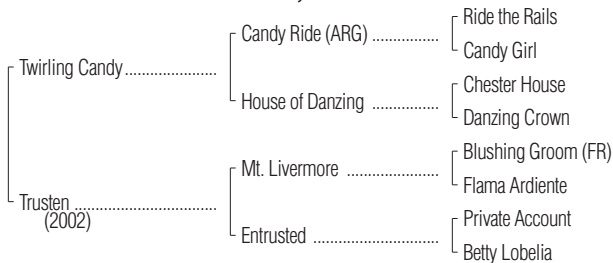 Ride the Rails
Candy Ride (ARG) ..................
Candy Girl
Twirling Candy ........................
Chester House
House of Danzing ..................
Danzing Crown
Blushing Groom (FR)
Mt. Livermore ........................
Flama Ardiente
Trusten .....................................
(2002)
Private Account
Entrusted .................................
Betty Lobelia